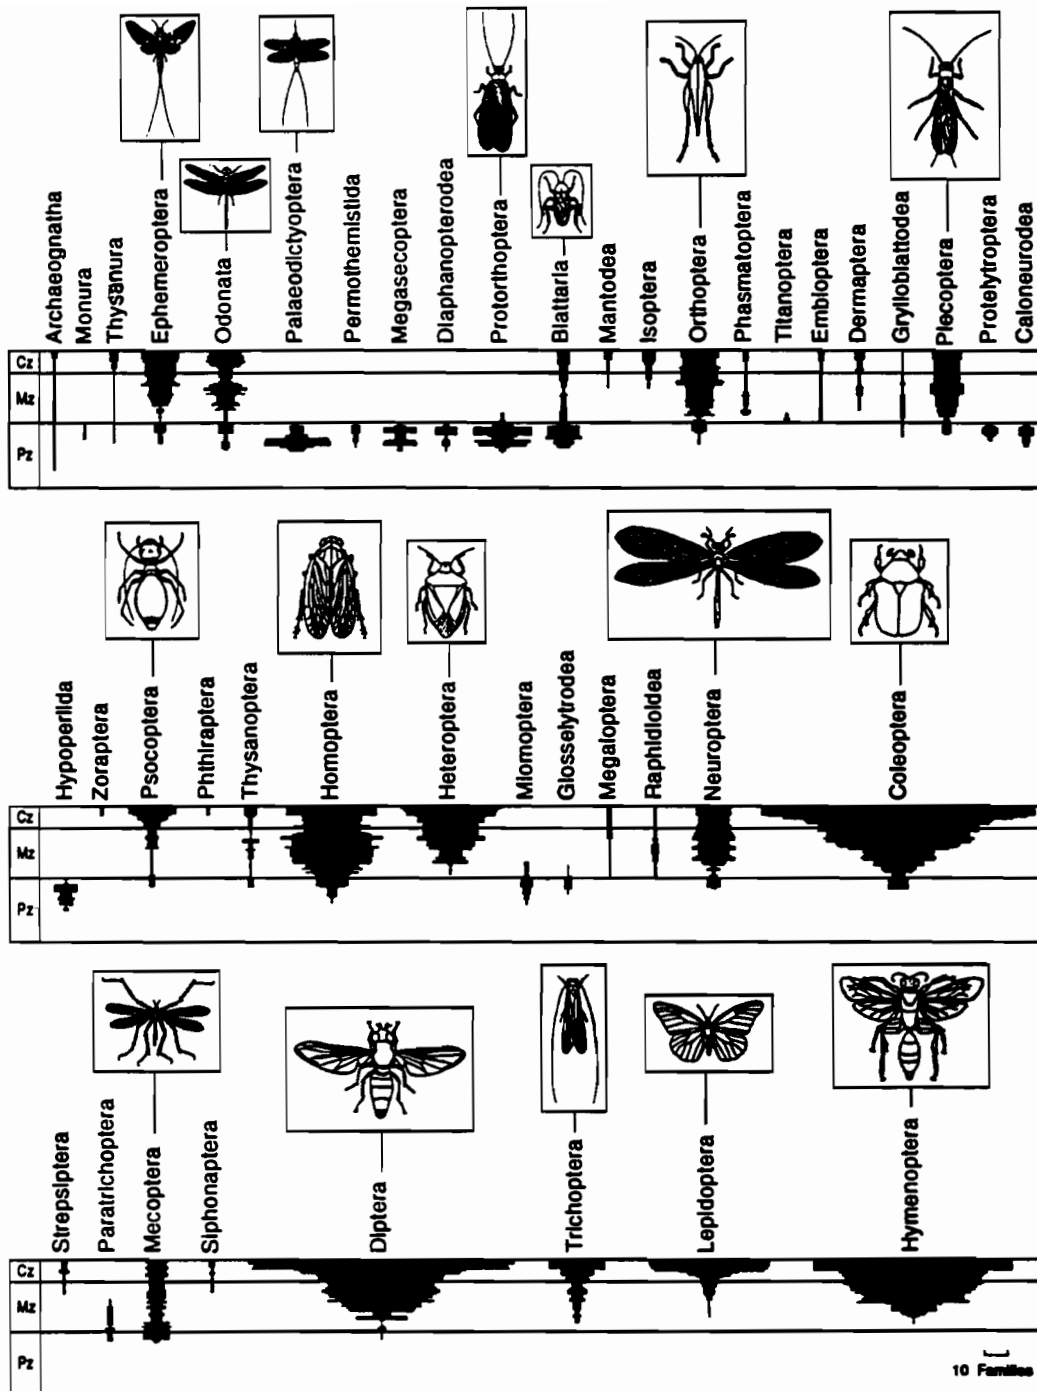 Archaeognatha
Monura
Thysanura
Ephemeroptera
Odonata
Palaeodictyoptera
Permothemistida
Megasecoptera
Diaphanopterodea
Protorthoptera
Blattaria
Mantodea
Isoptera
Orthoptera
Phasmatoptera
Titanoptera
Embioptera
Dermaptera
Grylloblattodea
Plecoptera
Protelytroptera
Caloneurodea
Cz
Mz
Pz
Hypoperlida
Zoraptera
Psocoptera
Phthiraptera
Thysanoptera
Homoptera
Heteroptera
Miomoptera
Glosselytrodea
Megaloptera
Raphidioidea
Neuroptera
Coleoptera
Cz
Mz
Pz
Strepsiptera
Paratrichoptera
Mecoptera
Siphonaptera
Diptera
Trichoptera
Lepidoptera
Hymenoptera
Cz
Mz
Pz
10 Families